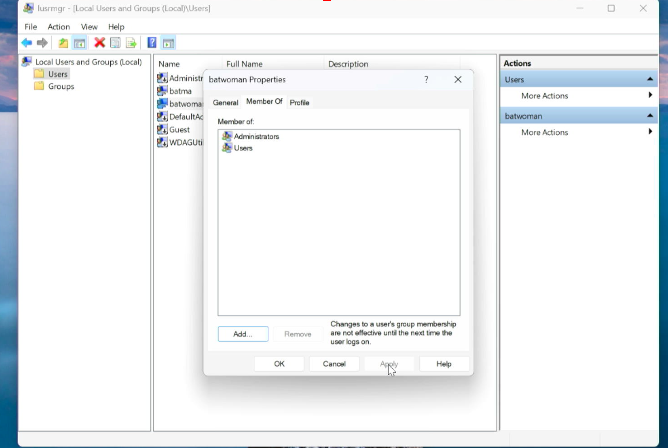 lusrmgr - [Local Users and Groups (Local)\Users]
File Action View Help
Local Users and Groups (Local)
Users
Groups
Name Full Name Description
Administr
batma
batwoma
DefaultAc
Guest
WDAGUti
batwoman Properties
General Member Of Profile
Member of:
Administrators
Users
Add... Remove
Changes to a user's group membership
are not effective until the next time the
user logs on.
OK Cancel Apply Help
Actions
Users
More Actions
batwoman
More Actions